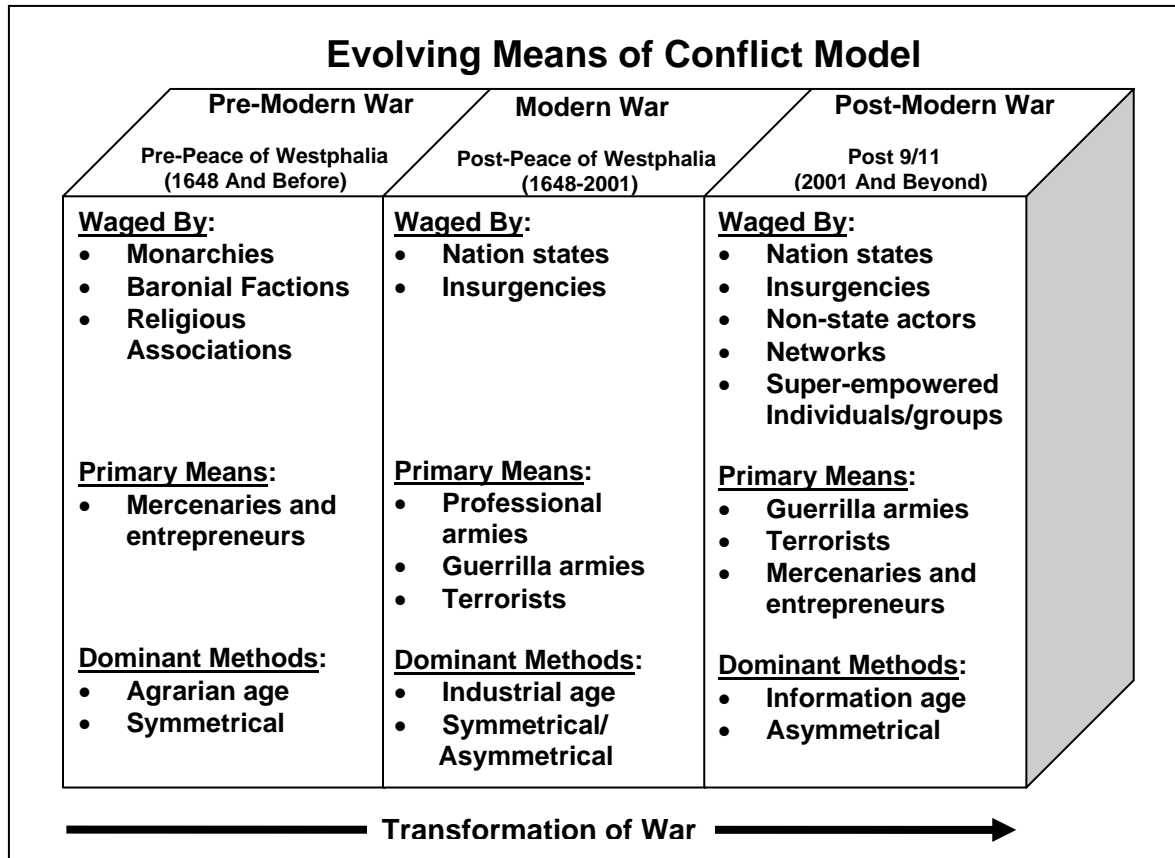 Evolving Means of Conflict Model
Pre-Modern War
Pre-Peace of Westphalia
(1648 And Before)
Waged By:
• Monarchies
• Baronial Factions
• Religious
Associations
Primary Means:
• Mercenaries and
entrepreneurs
Dominant Methods:
• Agrarian age
• Symmetrical
Modern War
Post-Peace of Westphalia
(1648-2001)
Waged By:
• Nation states
• Insurgencies
Primary Means:
• Professional
armies
• Guerrilla armies
• Terrorists
Dominant Methods:
• Industrial age
• Symmetrical/
Asymmetrical
Post-Modern War
Post 9/11
(2001 And Beyond)
Waged By:
• Nation states
• Insurgencies
• Non-state actors
• Networks
• Super-empowered
Individuals/groups
Primary Means:
• Guerrilla armies
• Terrorists
• Mercenaries and
entrepreneurs
Dominant Methods:
• Information age
• Asymmetrical
Transformation of War